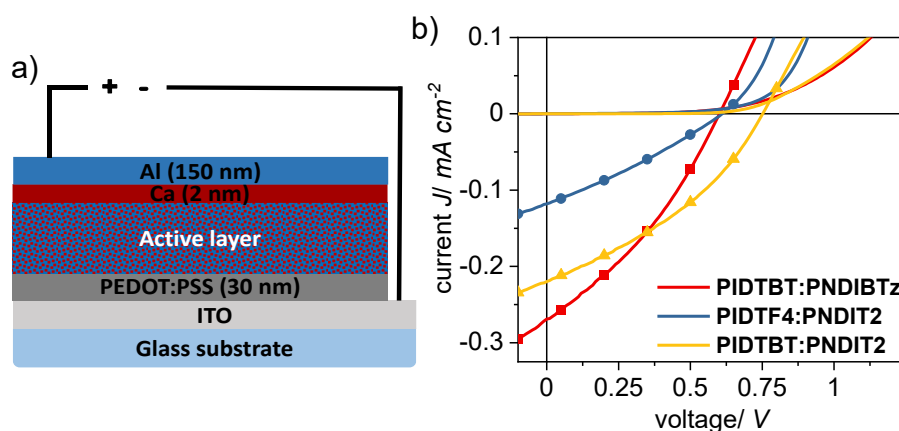 a)
+ -
Al (150 nm)
Ca (2 nm)
Active layer
PEDOT:PSS (30 nm)
ITO
Glass substrate
b)
current J/ mA cm-2
0.1
0
-0.1
-0.2
-0.3
PIDTBT:PNDIBTz
PIDTF4:PNDIT2
PIDTBT:PNDIT2
0 0.25 0.5 0.75 1
voltage/ V